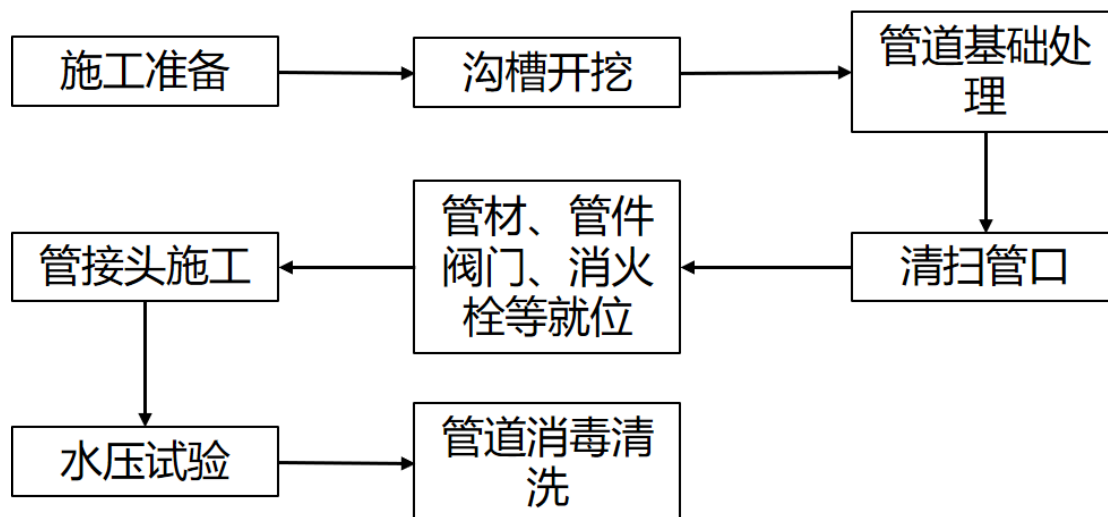 施工准备
沟槽开挖
管道基础处
理
清扫管口
管材、管件
阀门、消火
栓等就位
管接头施工
水压试验
管道消毒清
洗